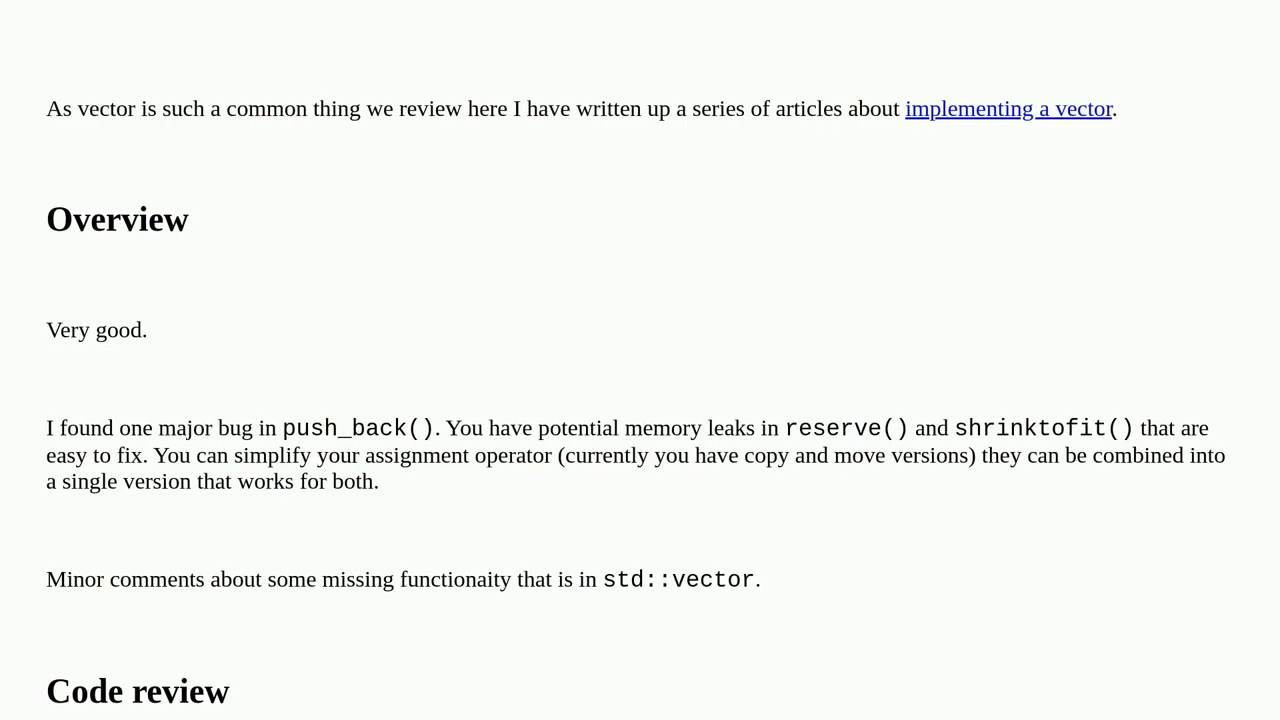 As vector is such a common thing we review here I have written up a series of articles about implementing a vector.
Overview
Very good.
I found one major bug in push_back(). You have potential memory leaks in reserve() and shrinktofit() that are
easy to fix. You can simplify your assignment operator (currently you have copy and move versions) they can be combined into
a single version that works for both.
Minor comments about some missing functionaity that is in std::vector.
Code review